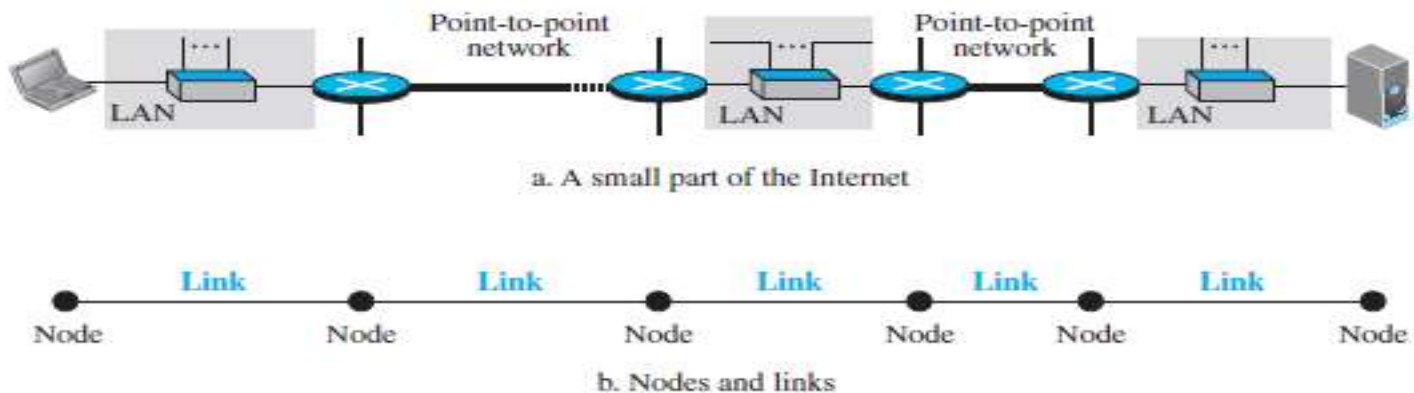 Point-to-point
network
Point-to-point
network
...
...
...
LAN
LAN
LAN
a. A small part of the Internet
Link
Link
Link
Link
Link
Node
Node
Node
Node
Node
Node
b. Nodes and links